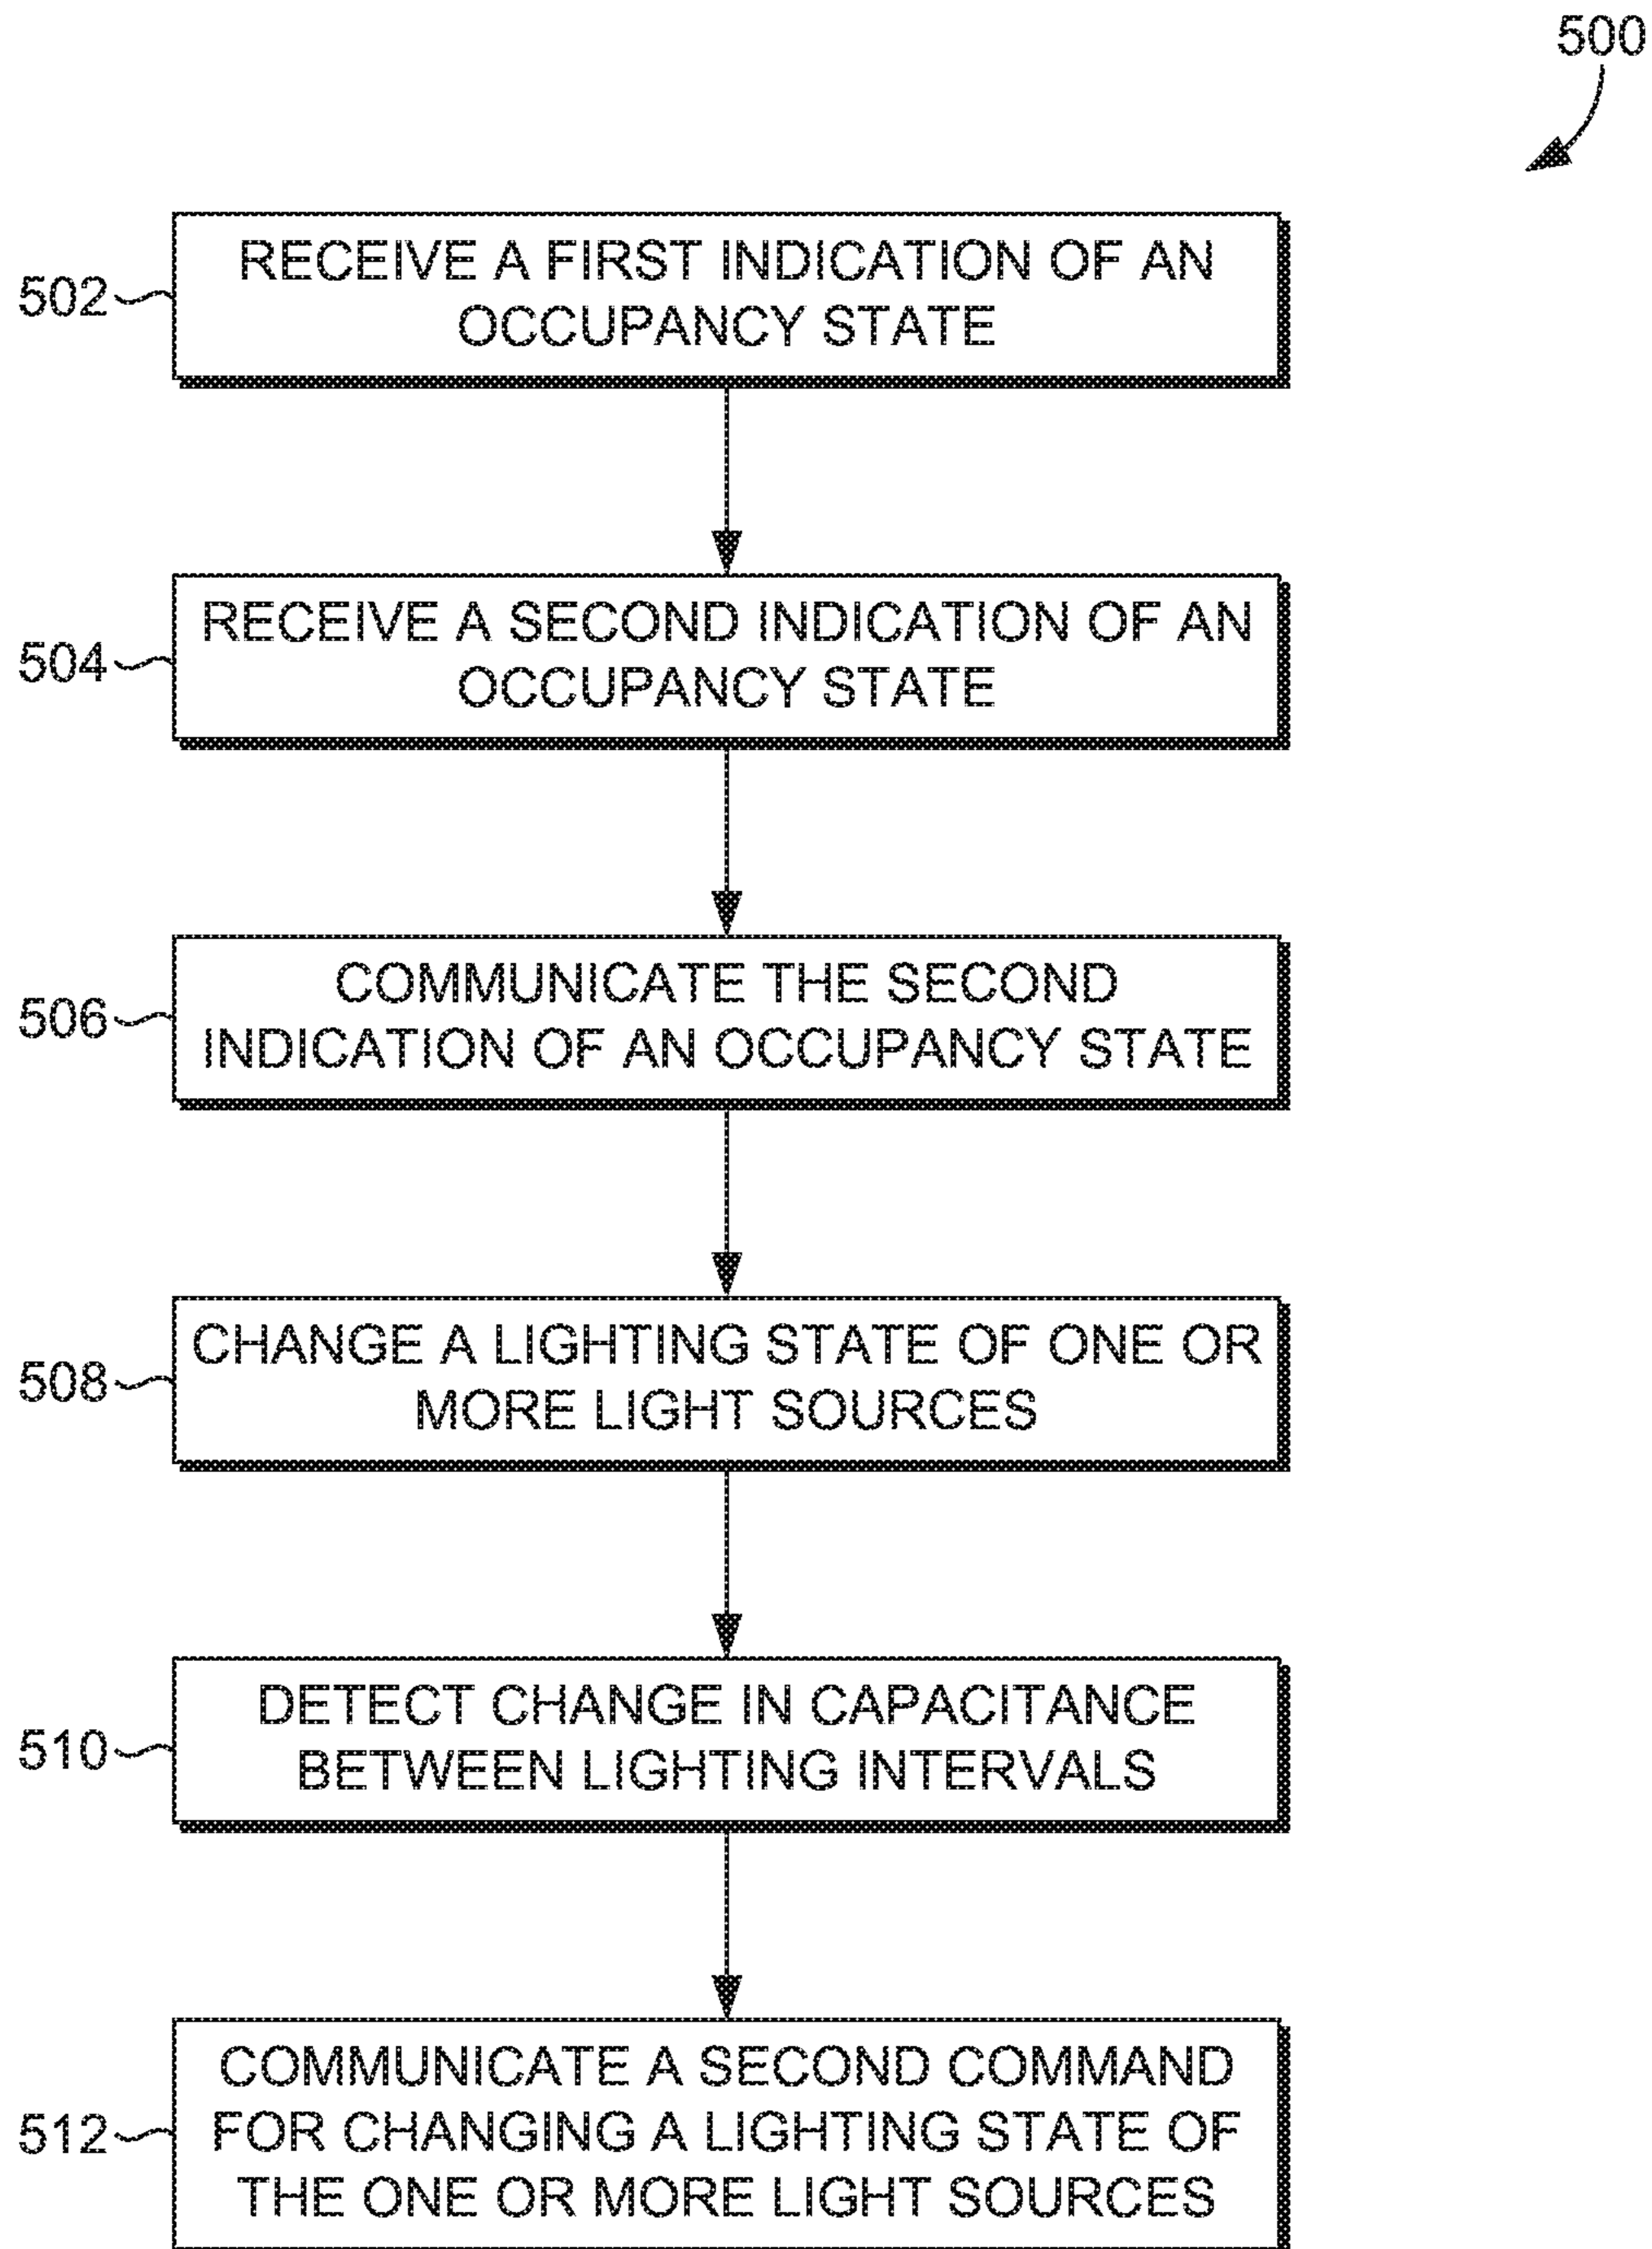 500
502
RECEIVE A FIRST INDICATION OF AN
OCCUPANCY STATE
504
RECEIVE A SECOND INDICATION OF AN
OCCUPANCY STATE
506
COMMUNICATE THE SECOND
INDICATION OF AN OCCUPANCY STATE
508
CHANGE A LIGHTING STATE OF ONE OR
MORE LIGHT SOURCES
510
DETECT CHANGE IN CAPACITANCE
BETWEEN LIGHTING INTERVALS
512
COMMUNICATE A SECOND COMMAND
FOR CHANGING A LIGHTING STATE OF
THE ONE OR MORE LIGHT SOURCES